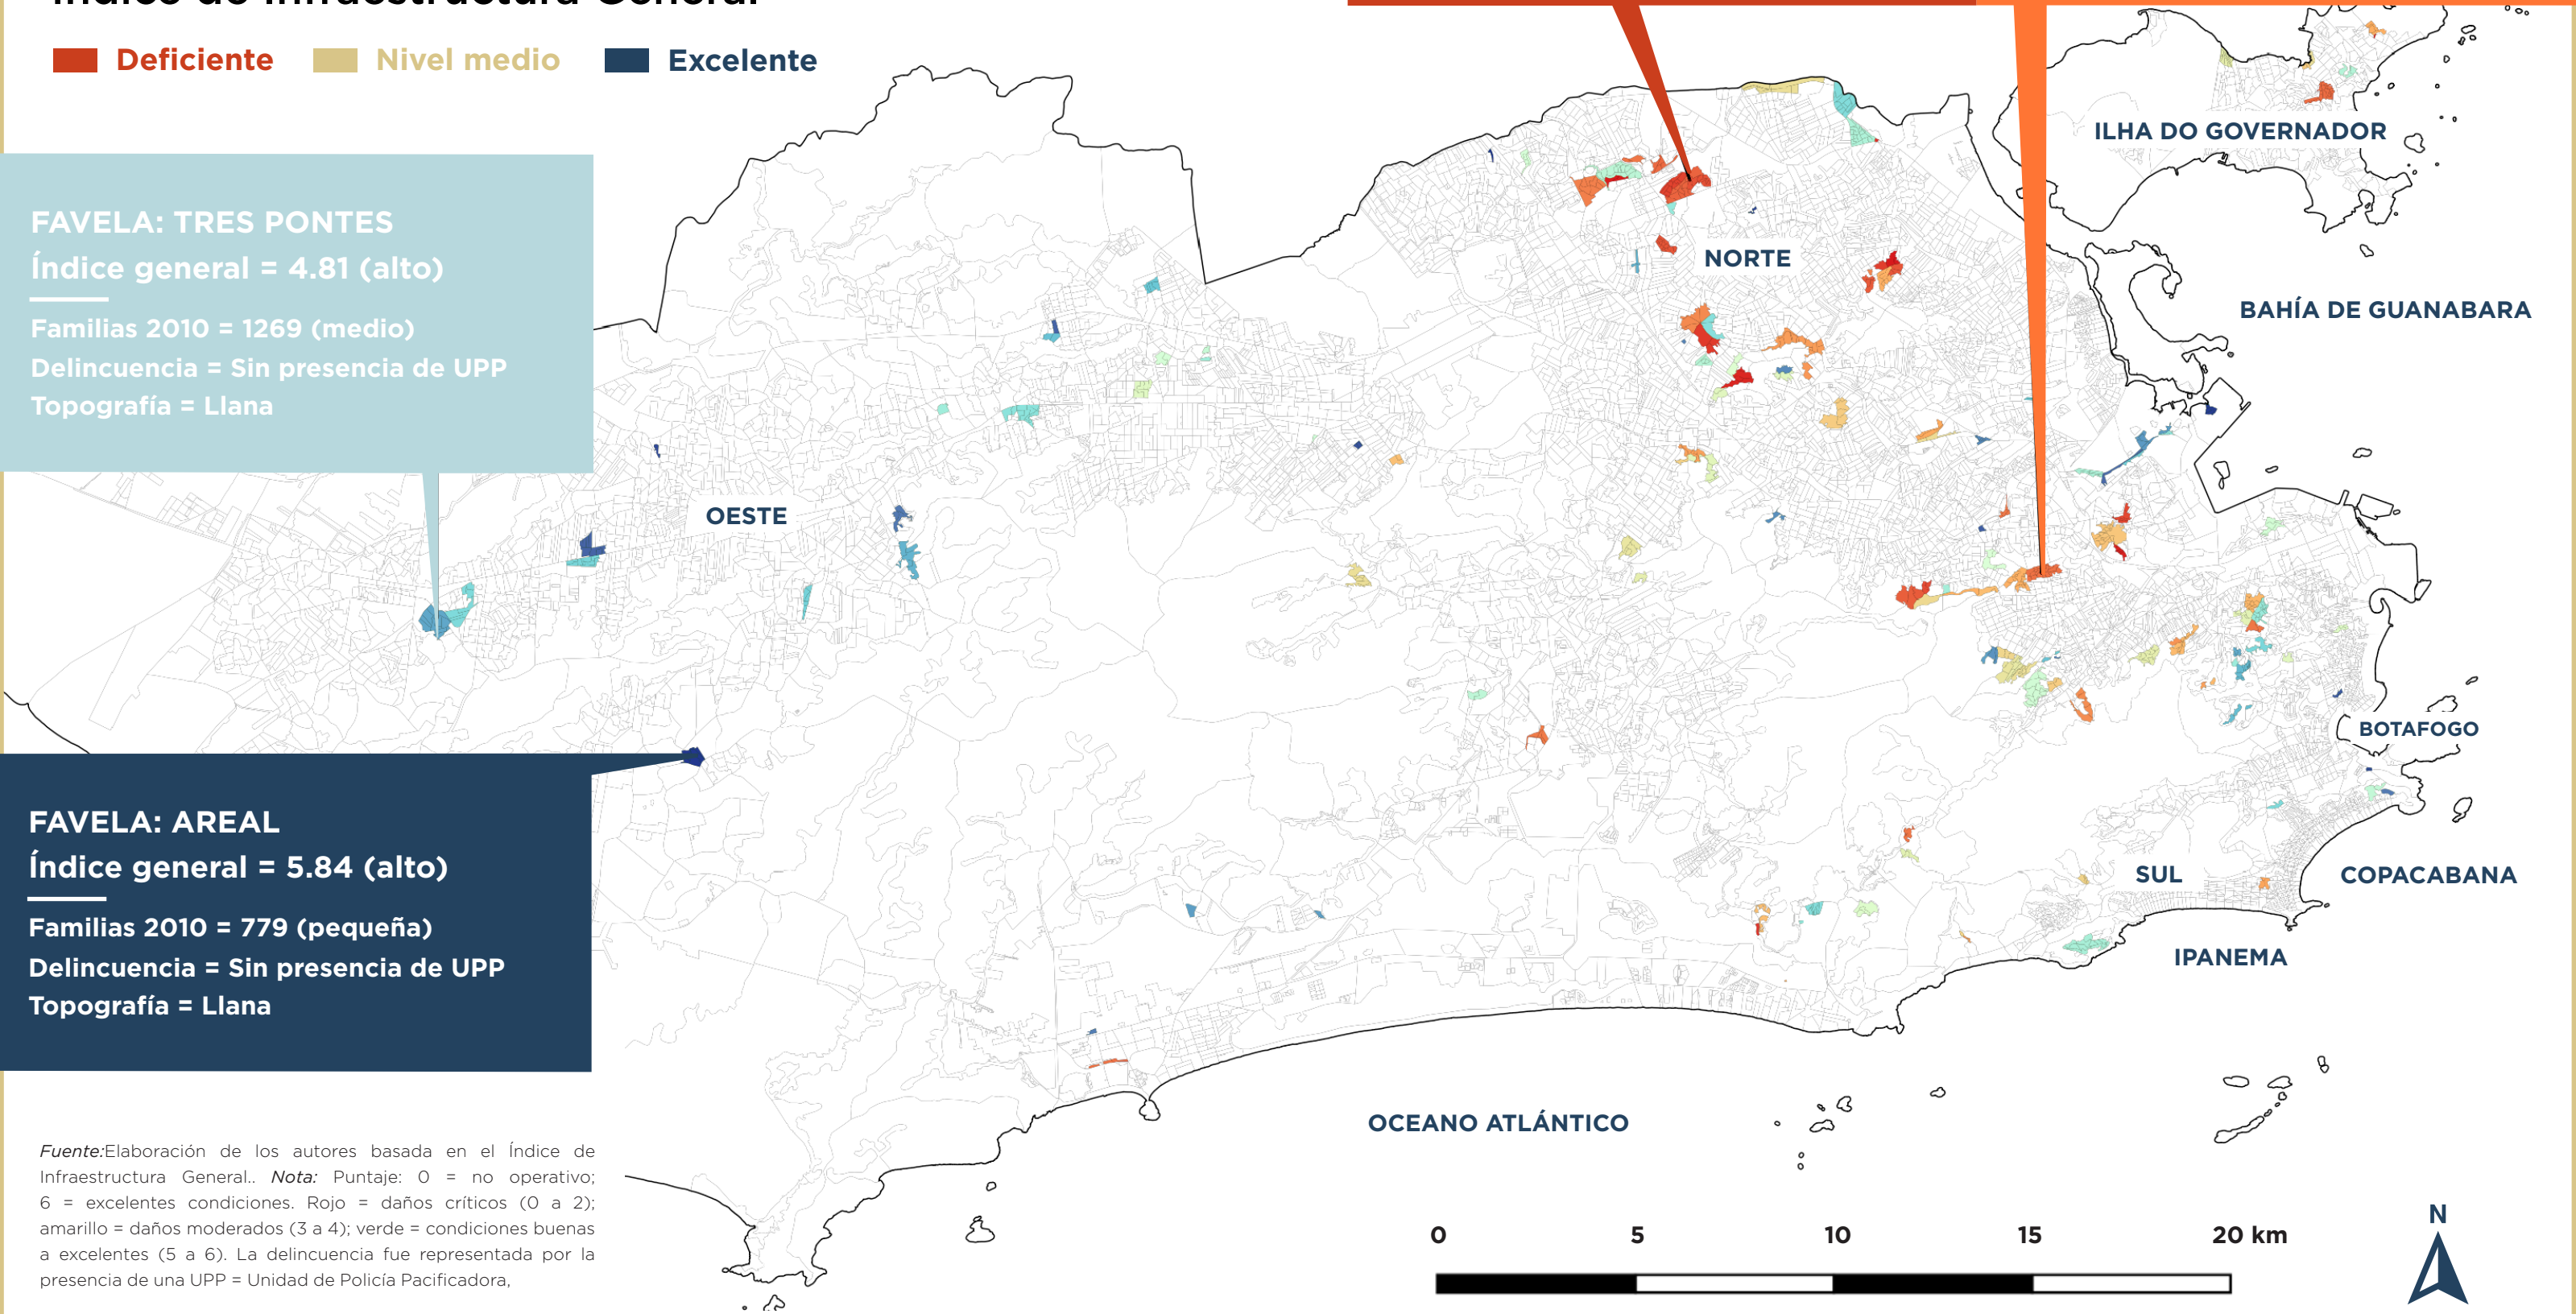 Índice de Infraestructura General
Deficiente
Nivel medio
Excelente
ILHA DO GOVERNADOR
FAVELA: TRES PONTES
Índice general = 4.81 (alto)
Familias 2010 = 1269 (medio)
Delincuencia = Sin presencia de UPP
Topografía = Llana
NORTE
BAHÍA DE GUANABARA
OESTE
BOTAFOGO
FAVELA: AREAL
Índice general = 5.84 (alto)
Familias 2010 = 779 (pequeña)
Delincuencia = Sin presencia de UPP
Topografía = Llana
SUL
COPACABANA
IPANEMA
OCEANO ATLÁNTICO
Fuente:Elaboración de los autores basada en el Índice de
Infraestructura General.. Nota: Puntaje: 0 = no operativo;
6 = excelentes condiciones. Rojo = daños críticos (0 a 2);
amarillo = daños moderados (3 a 4); verde = condiciones buenas
a excelentes (5 a 6). La delincuencia fue representada por la
presencia de una UPP = Unidad de Policía Pacificadora,
0 5 10 15 20 km
N